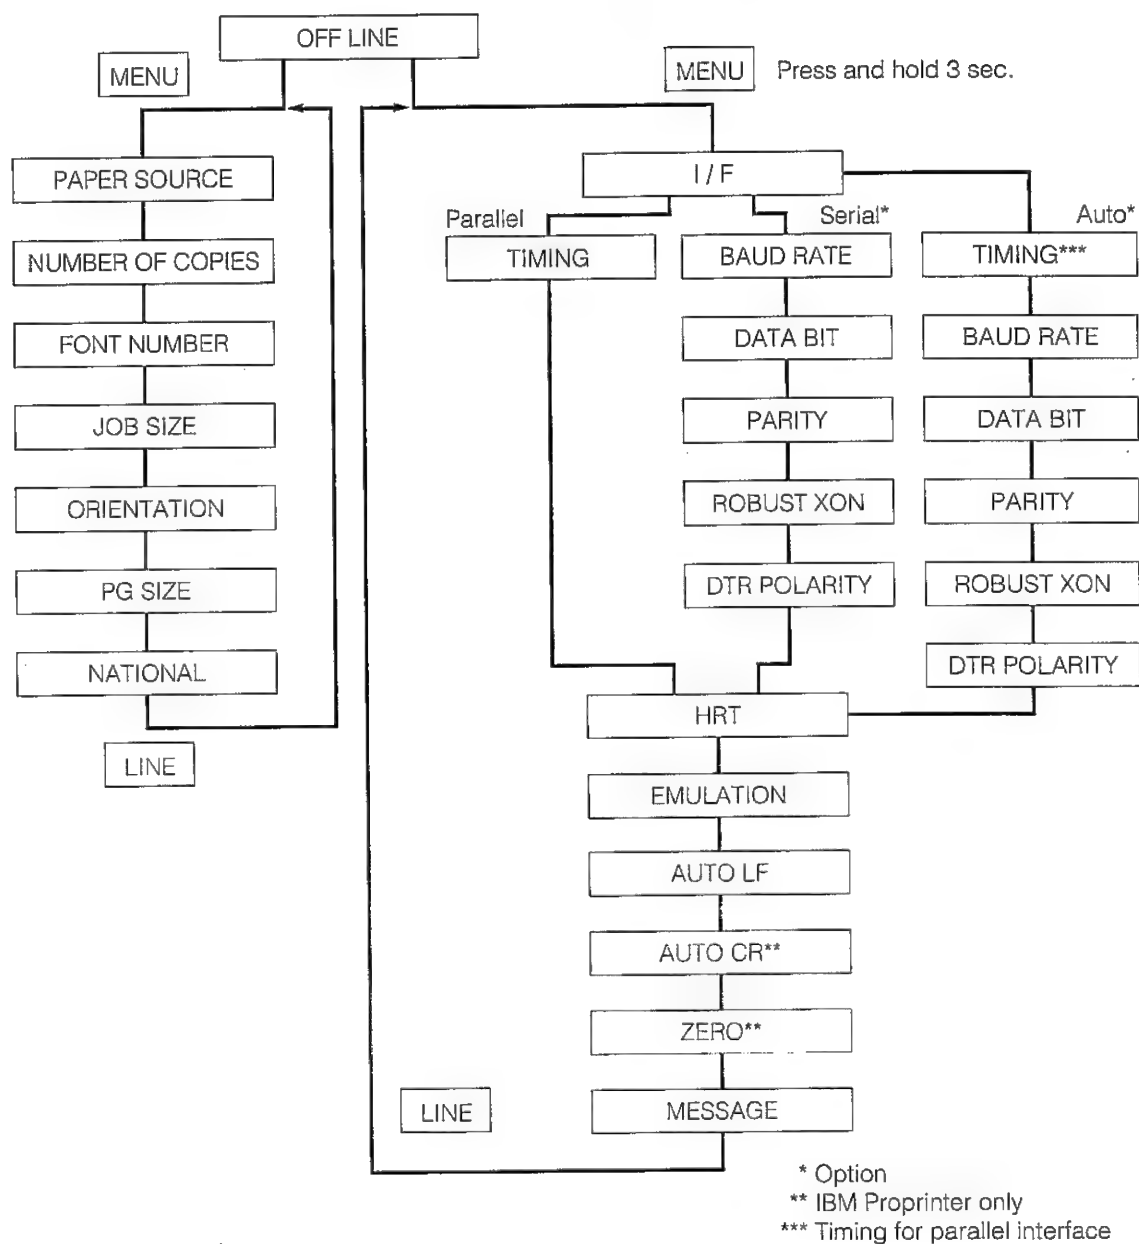 OFF LINE
MENU
MENU Press and hold 3 sec.
PAPER SOURCE
NUMBER OF COPIES
FONT NUMBER
JOB SIZE
ORIENTATION
PG SIZE
NATIONAL
LINE
I / F
Parallel
TIMING
Serial*
BAUD RATE
DATA BIT
PARITY
ROBUST XON
DTR POLARITY
Auto*
TIMING***
BAUD RATE
DATA BIT
PARITY
ROBUST XON
DTR POLARITY
HRT
EMULATION
AUTO LF
AUTO CR**
ZERO**
MESSAGE
LINE
* Option
** IBM Proprinter only
*** Timing for parallel interface